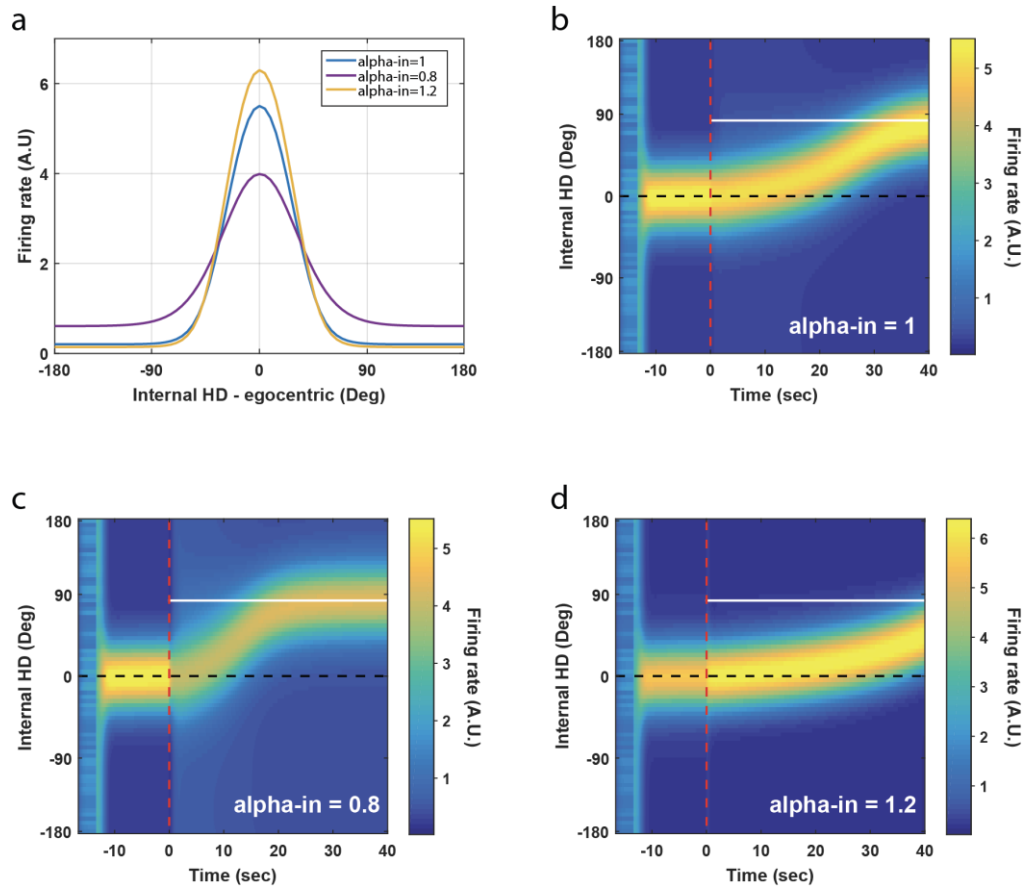 a
Firing rate (A.U)
6
4
2
0
-180
-90
0
90
180
Internal HD - egocentric (Deg)
alpha-in=1
alpha-in=0.8
alpha-in=1.2
b
Internal HD (Deg)
180
90
0
-90
-180
-10
0
10
20
30
40
Time (sec)
alpha-in = 1
5
4
3
2
1
Firing rate (A.U.)
c
Internal HD (Deg)
180
90
0
-90
-180
-10
0
10
20
30
40
Time (sec)
alpha-in = 0.8
5
4
3
2
1
Firing rate (A.U.)
d
Internal HD (Deg)
180
90
0
-90
-180
-10
0
10
20
30
40
Time (sec)
alpha-in = 1.2
6
5
4
3
2
1
Firing rate (A.U.)